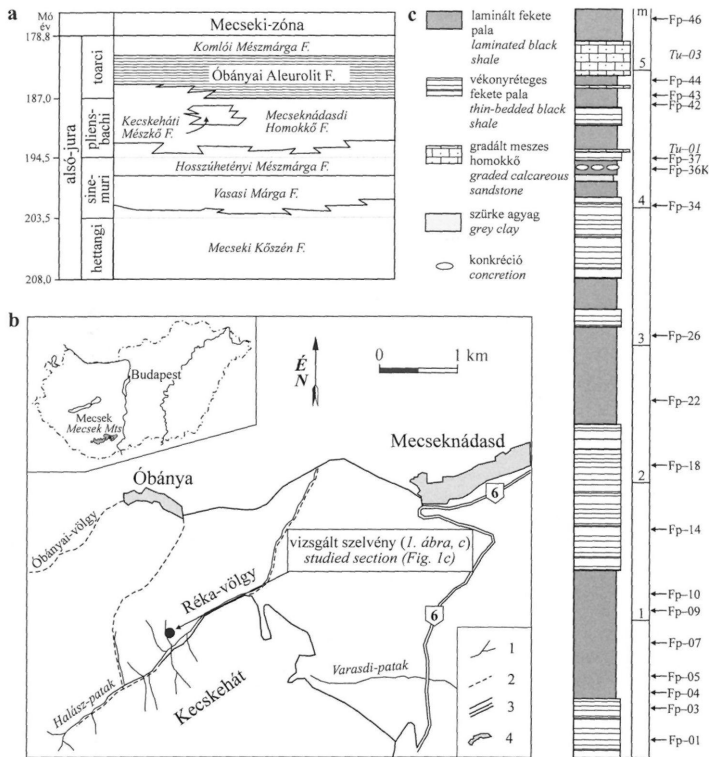 a
Mó
év
Mecseki-zóna
178,8
187,0
194,5
203,5
208,0
alsó-jura
toarci
pliens-
bachi
sine-
muri
hettangi
Komlói Mészmárga F.
Óbányai Aleurolit F.
Kecskeháti
Mészkő F.
Mecseknádasdi
Homokkő F.
Hosszúhetényi Mészmárga F.
Vasasi Márga F.
Mecseki Kőszén F.
b
Budapest
Mecsek
Mecsek Mts
É
N
0 1 km
Mecseknádasd
Óbánya
6
Óbányai-völgy
vizsgált szelvény (1. ábra, c)
studied section (Fig. 1c)
Réka-völgy
6
Kecskehát
Varasdi-patak
Halász-patak
1
2
3
4
c
laminált fekete
pala
laminated black
shale
vékonyréteges
fekete pala
thin-bedded black
shale
gradált meszes
homokkő
graded calcareous
sandstone
szürke agyag
grey clay
konkréció
concretion
m
5
4
3
2
1
Fp–46
Tu–03
Fp–44
Fp–43
Fp–42
Tu–01
Fp–37
Fp–36K
Fp–34
Fp–26
Fp–22
Fp–18
Fp–14
Fp–10
Fp–09
Fp–07
Fp–05
Fp–04
Fp–03
Fp–01